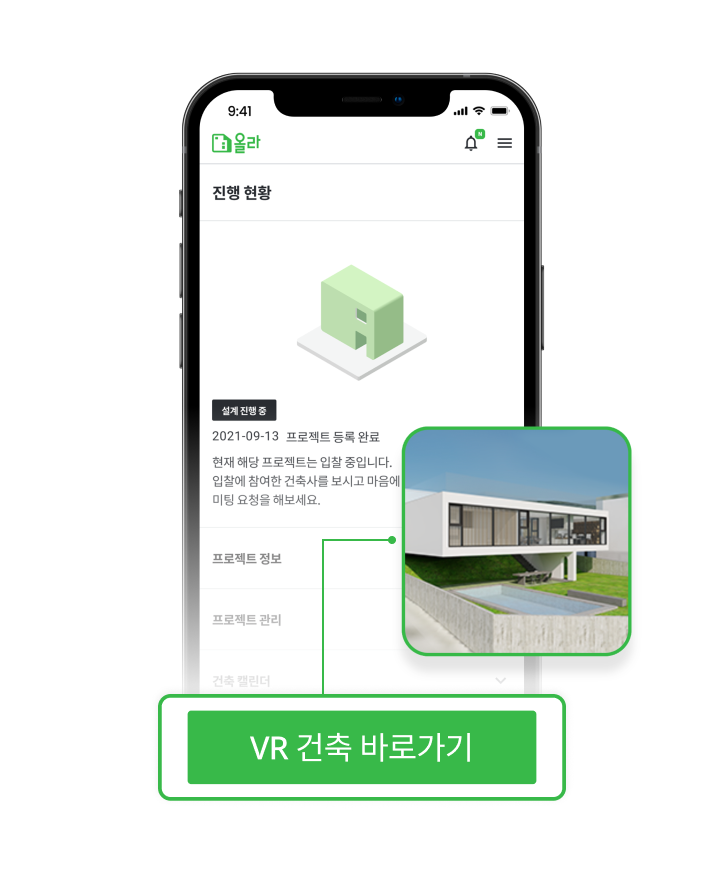 9:41
올라
N
진행 현황
설계 진행 중
2021-09-13 프로젝트 등록 완료
현재 해당 프로젝트는 입찰 중입니다.
입찰에 참여한 건축사를 보시고 마음에
미팅 요청을 해보세요.
프로젝트 정보
프로젝트 관리
건축 캘린더
VR 건축 바로가기